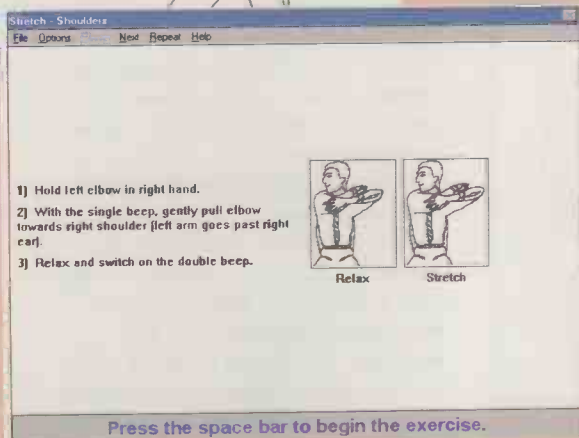 Stretch - Shoulders
File Options Next Repeat Help
1) Hold left elbow in right hand.
2) With the single beep, gently pull elbow
towards right shoulder (left arm goes past right
ear).
3) Relax and switch on the double beep.
Relax Stretch
Press the space bar to begin the exercise.